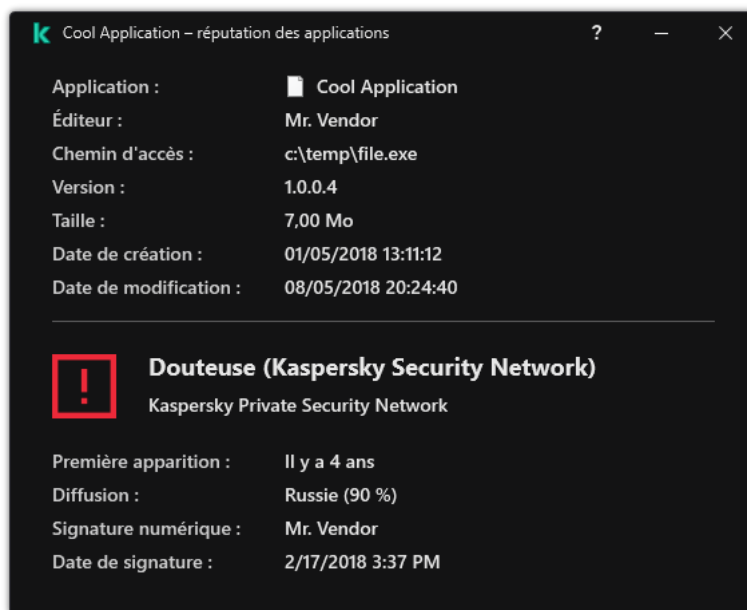 Cool Application – réputation des applications ?
Application : Cool Application
Éditeur : Mr. Vendor
Chemin d'accès : c:\temp\file.exe
Version : 1.0.0.4
Taille : 7,00 Mo
Date de création : 01/05/2018 13:11:12
Date de modification : 08/05/2018 20:24:40
Douteuse (Kaspersky Security Network)
Kaspersky Private Security Network
Première apparition : Il y a 4 ans
Diffusion : Russie (90 %)
Signature numérique : Mr. Vendor
Date de signature : 2/17/2018 3:37 PM